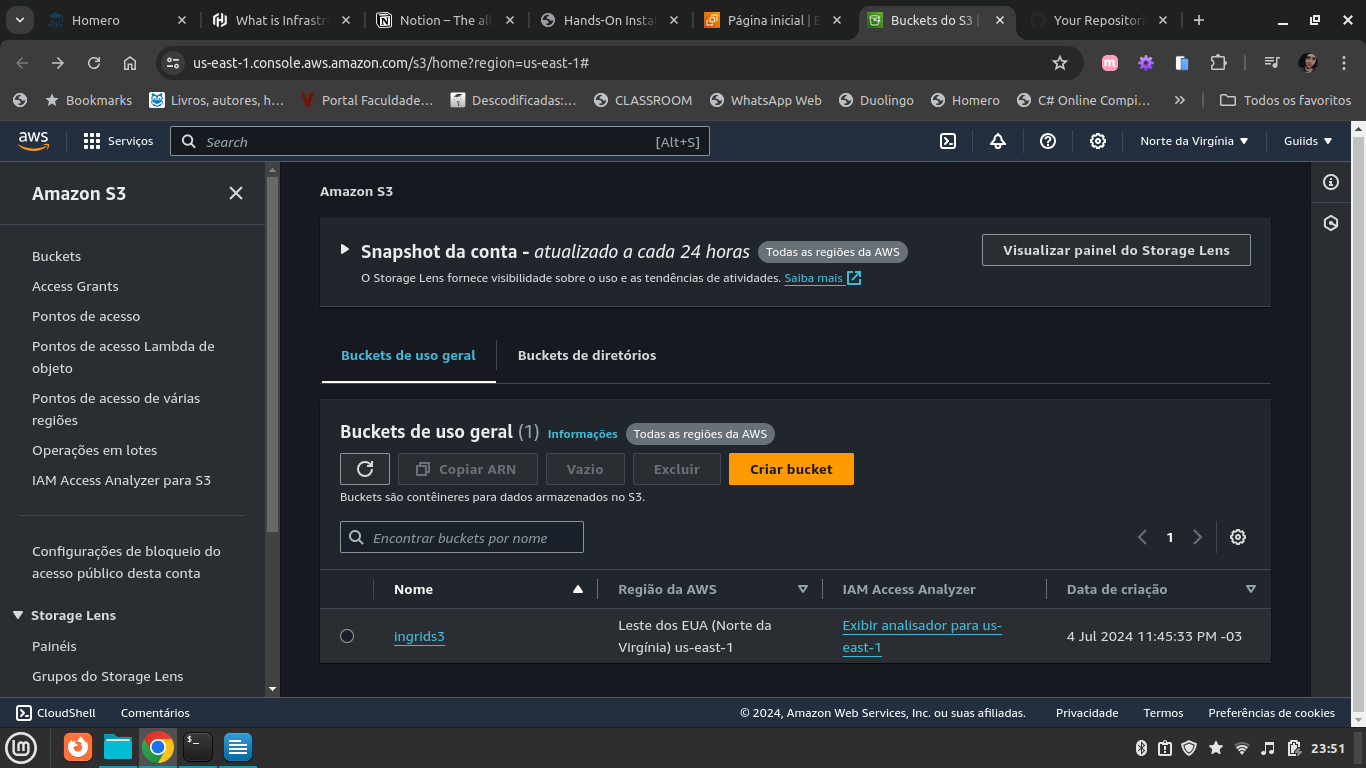 Homero
What is Infrastr
Notion – The all
Hands-On Instal
Página inicial | E
Buckets do S3 |
Your Repositori
us-east-1.console.aws.amazon.com/s3/home?region=us-east-1#
Bookmarks
Livros, autores, h…
Portal Faculdade…
Descodificadas:…
CLASSROOM
WhatsApp Web
Duolingo
Homero
C# Online Compi…
»
Todos os favoritos
aws
Serviços
Search
[Alt+S]
Norte da Virgínia
Guiids
Amazon S3
Buckets
Access Grants
Pontos de acesso
Pontos de acesso Lambda de
objeto
Pontos de acesso de várias
regiões
Operações em lotes
IAM Access Analyzer para S3
Configurações de bloqueio do
acesso público desta conta
Storage Lens
Painéis
Grupos do Storage Lens
Amazon S3
Snapshot da conta - atualizado a cada 24 horas
Todas as regiões da AWS
Visualizar painel do Storage Lens
O Storage Lens fornece visibilidade sobre o uso e as tendências de atividades. Saiba mais
Buckets de uso geral
Buckets de diretórios
Buckets de uso geral (1)
Informações
Todas as regiões da AWS
Copiar ARN
Vazio
Excluir
Criar bucket
Buckets são contêineres para dados armazenados no S3.
Encontrar buckets por nome
1
Nome
Região da AWS
IAM Access Analyzer
Data de criação
ingrids3
Leste dos EUA (Norte da
Virgínia) us-east-1
Exibir analisador para us-
east-1
4 Jul 2024 11:45:33 PM -03
CloudShell
Comentários
© 2024, Amazon Web Services, Inc. ou suas afiliadas.
Privacidade
Termos
Preferências de cookies
23:51